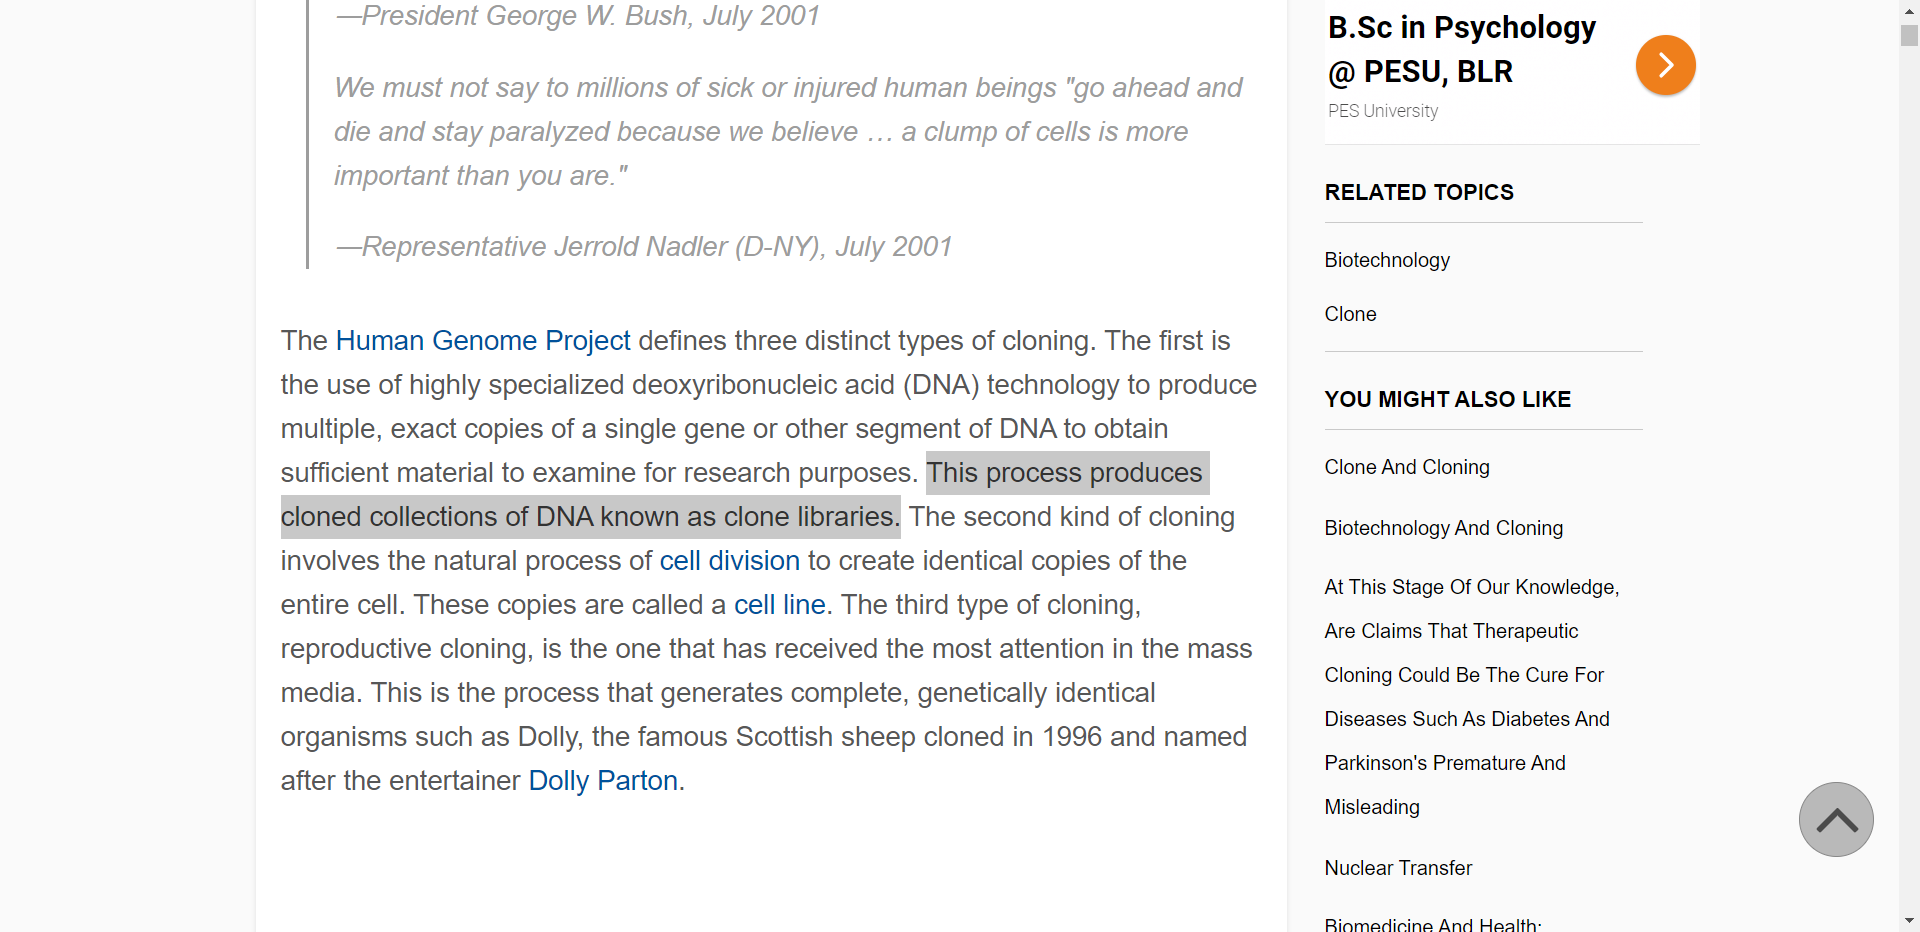 —President George W. Bush, July 2001
We must not say to millions of sick or injured human beings "go ahead and
die and stay paralyzed because we believe … a clump of cells is more
important than you are."
—Representative Jerrold Nadler (D-NY), July 2001
The Human Genome Project defines three distinct types of cloning. The first is
the use of highly specialized deoxyribonucleic acid (DNA) technology to produce
multiple, exact copies of a single gene or other segment of DNA to obtain
sufficient material to examine for research purposes. This process produces
cloned collections of DNA known as clone libraries. The second kind of cloning
involves the natural process of cell division to create identical copies of the
entire cell. These copies are called a cell line. The third type of cloning,
reproductive cloning, is the one that has received the most attention in the mass
media. This is the process that generates complete, genetically identical
organisms such as Dolly, the famous Scottish sheep cloned in 1996 and named
after the entertainer Dolly Parton.
B.Sc in Psychology
@ PESU, BLR
PES University
RELATED TOPICS
Biotechnology
Clone
YOU MIGHT ALSO LIKE
Clone And Cloning
Biotechnology And Cloning
At This Stage Of Our Knowledge,
Are Claims That Therapeutic
Cloning Could Be The Cure For
Diseases Such As Diabetes And
Parkinson's Premature And
Misleading
Nuclear Transfer
Biomedicine And Health: